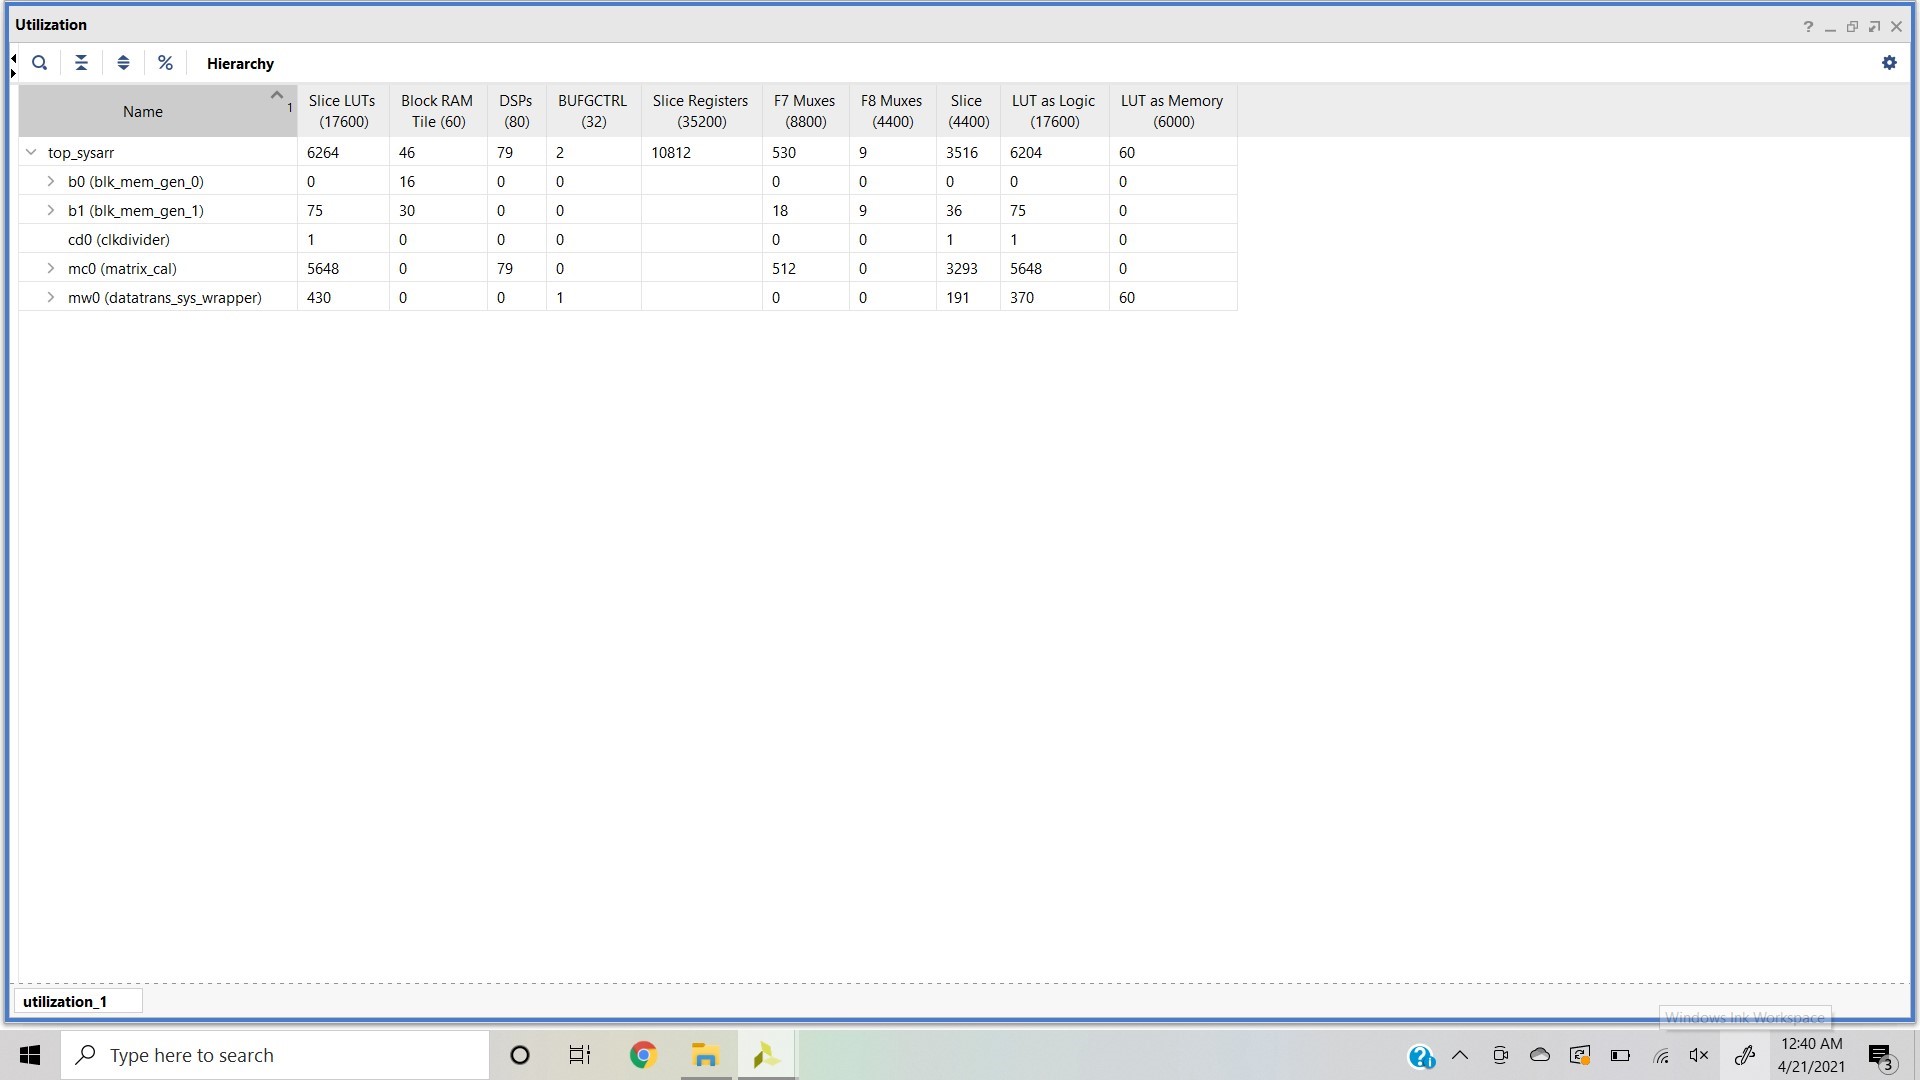 Utilization
Hierarchy
Name 1 Slice LUTs (17600) Block RAM Tile (60) DSPs (80) BUFGCTRL (32) Slice Registers (35200) F7 Muxes (8800) F8 Muxes (4400) Slice (4400) LUT as Logic (17600) LUT as Memory (6000)
top_sysarr 6264 46 79 2 10812 530 9 3516 6204 60
b0 (blk_mem_gen_0) 0 16 0 0 0 0 0 0 0
b1 (blk_mem_gen_1) 75 30 0 0 18 9 36 75 0
cd0 (clkdivider) 1 0 0 0 0 0 1 1 0
mc0 (matrix_cal) 5648 0 79 0 512 0 3293 5648 0
mw0 (datatrans_sys_wrapper) 430 0 0 1 0 0 191 370 60
utilization_1
Windows Ink Workspace
Type here to search
12:40 AM
4/21/2021
3